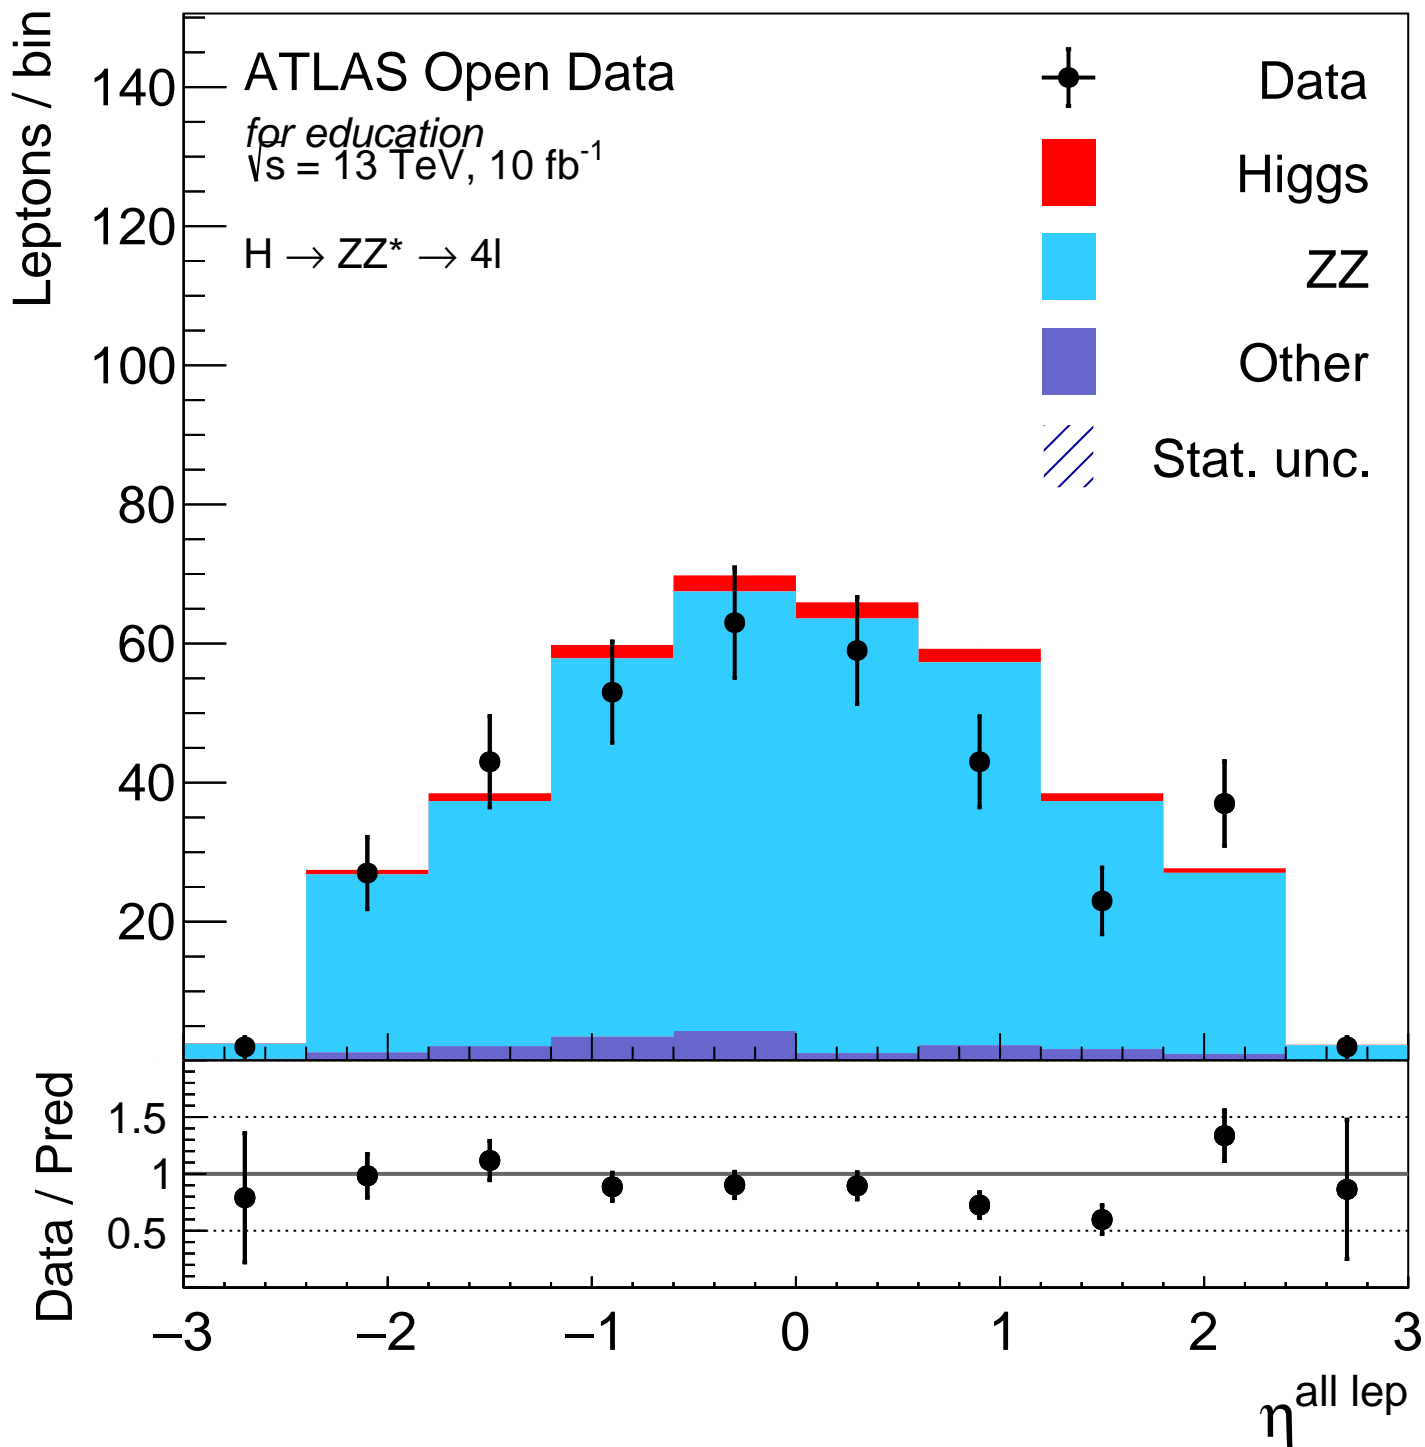 Leptons / bin
140
120
100
80
60
40
20
ATLAS Open Data
for education
√s = 13 TeV, 10 fb⁻¹
H → ZZ* → 4l
Data
Higgs
ZZ
Other
Stat. unc.
Data / Pred
1.5
1
0.5
−3 −2 −1 0 1 2 3
η^all lep